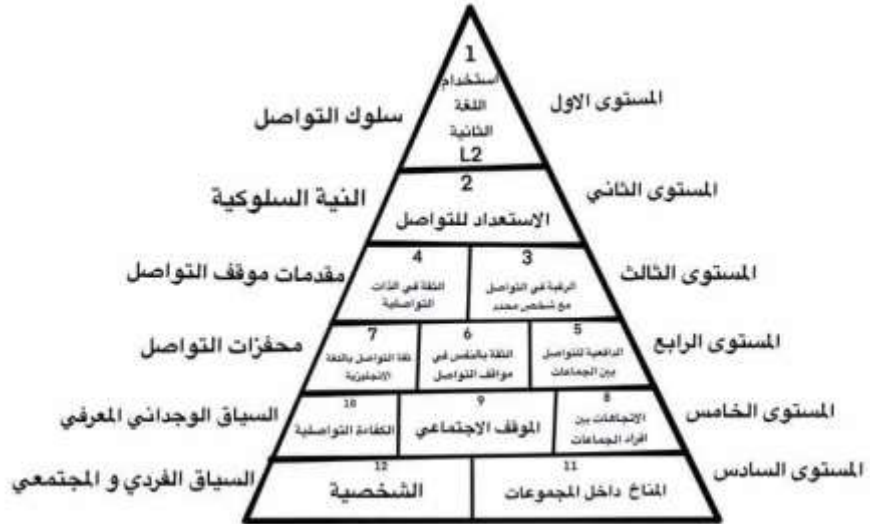 1
استخدام
اللغة
الثانية
L2
المستوى الاول
سلوك التواصل
2
الاستعداد للتواصل
المستوى الثاني
النية السلوكية
المستوى الثالث
3
الرغبة في التواصل
مع شخص محدد
4
الثقة في الذات
التواصلية
مقدمات موقف التواصل
المستوى الرابع
5
الدافعية للتواصل
بين الجماعات
6
الثقة بالنفس في
مواقف التواصل
7
ثقة التواصل باللغة
الانجليزية
محفزات التواصل
المستوى الخامس
8
الاتجاهات بين
افراد الجماعات
9
الموقف الاجتماعي
10
الكفاءة التواصلية
السياق الوجداني المعرفي
المستوى السادس
11
المناخ داخل المجموعات
12
الشخصية
السياق الفردي و المجتمعي